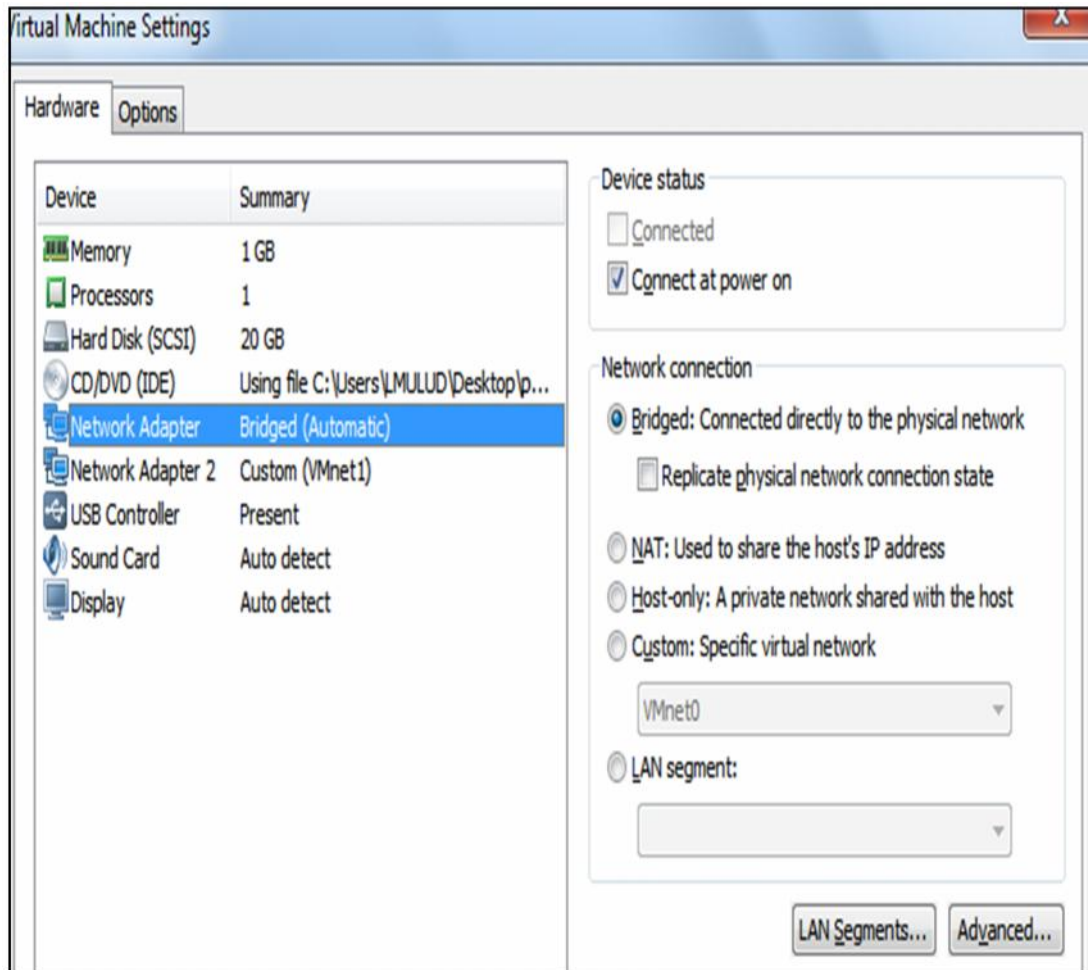 Virtual Machine Settings
X
Hardware
Options
Device Summary
Memory 1 GB
Processors 1
Hard Disk (SCSI) 20 GB
CD/DVD (IDE) Using file C:\Users\LMULUD\Desktop\p...
Network Adapter Bridged (Automatic)
Network Adapter 2 Custom (VMnet1)
USB Controller Present
Sound Card Auto detect
Display Auto detect
Device status
Connected
Connect at power on
Network connection
Bridged: Connected directly to the physical network
Replicate physical network connection state
NAT: Used to share the host's IP address
Host-only: A private network shared with the host
Custom: Specific virtual network
VMnet0
LAN segment:
LAN Segments... Advanced...